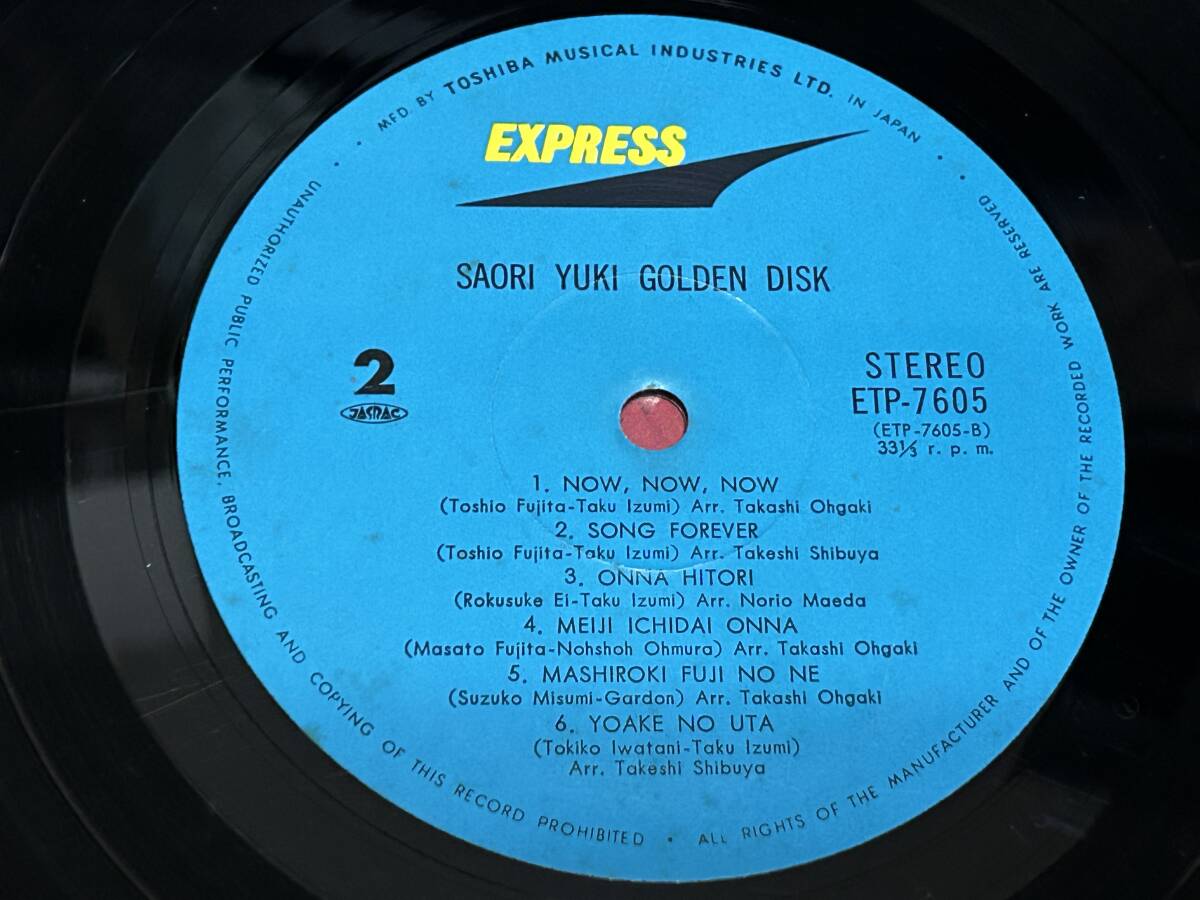 MFD. BY TOSHIBA MUSICAL INDUSTRIES LTD. IN JAPAN
EXPRESS
SAORI YUKI GOLDEN DISK
2
JASRAC
STEREO
ETP-7605
(ETP-7605-B)
33⅓ r. p. m.
1. NOW, NOW, NOW
(Toshio Fujita-Taku Izumi) Arr. Takashi Ohgaki
2. SONG FOREVER
(Toshio Fujita-Taku Izumi) Arr. Takeshi Shibuya
3. ONNA HITORI
(Rokusuke Ei-Taku Izumi) Arr. Norio Maeda
4. MEIJI ICHIDAI ONNA
(Masato Fujita-Nohshoh Ohmura) Arr. Takashi Ohgaki
5. MASHIROKI FUJI NO NE
(Suzuko Misumi-Gardon) Arr. Takashi Ohgaki
6. YOAKE NO UTA
(Tokiko Iwatani-Taku Izumi)
Arr. Takeshi Shibuya
UNAUTHORIZED PUBLIC PERFORMANCE, BROADCASTING AND COPYING OF THIS RECORD PROHIBITED • ALL RIGHTS OF THE MANUFACTURER AND OF THE OWNER OF THE RECORDED WORK ARE RESERVED